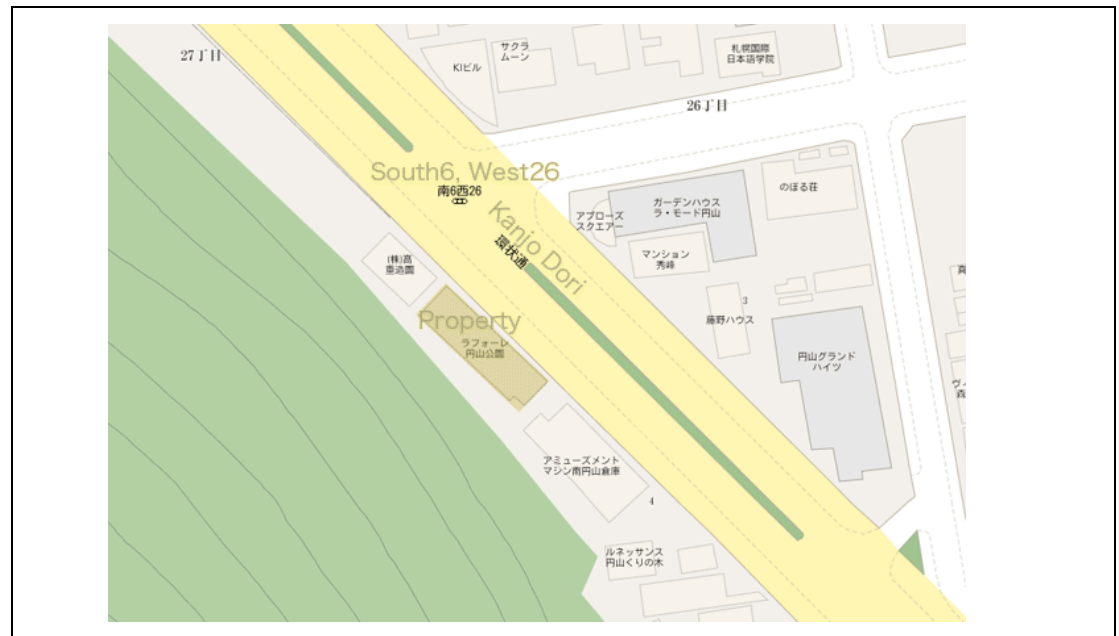 27丁目
KIビル
サクラ
ムーン
札幌国際
日本語学院
26丁目
South6, West26
南6西26
Kanjo Dori
環状通
アプローズ
スクエアー
ガーデンハウス
ラ・モード円山
のぼる荘
マンション
秀峰
(株)高
重造園
3
藤野ハウス
Property
ラフォーレ
円山公園
円山グランド
ハイツ
真
ヴィ
森
アミューズメント
マシン南円山倉庫
4
ルネッサンス
円山くりの木